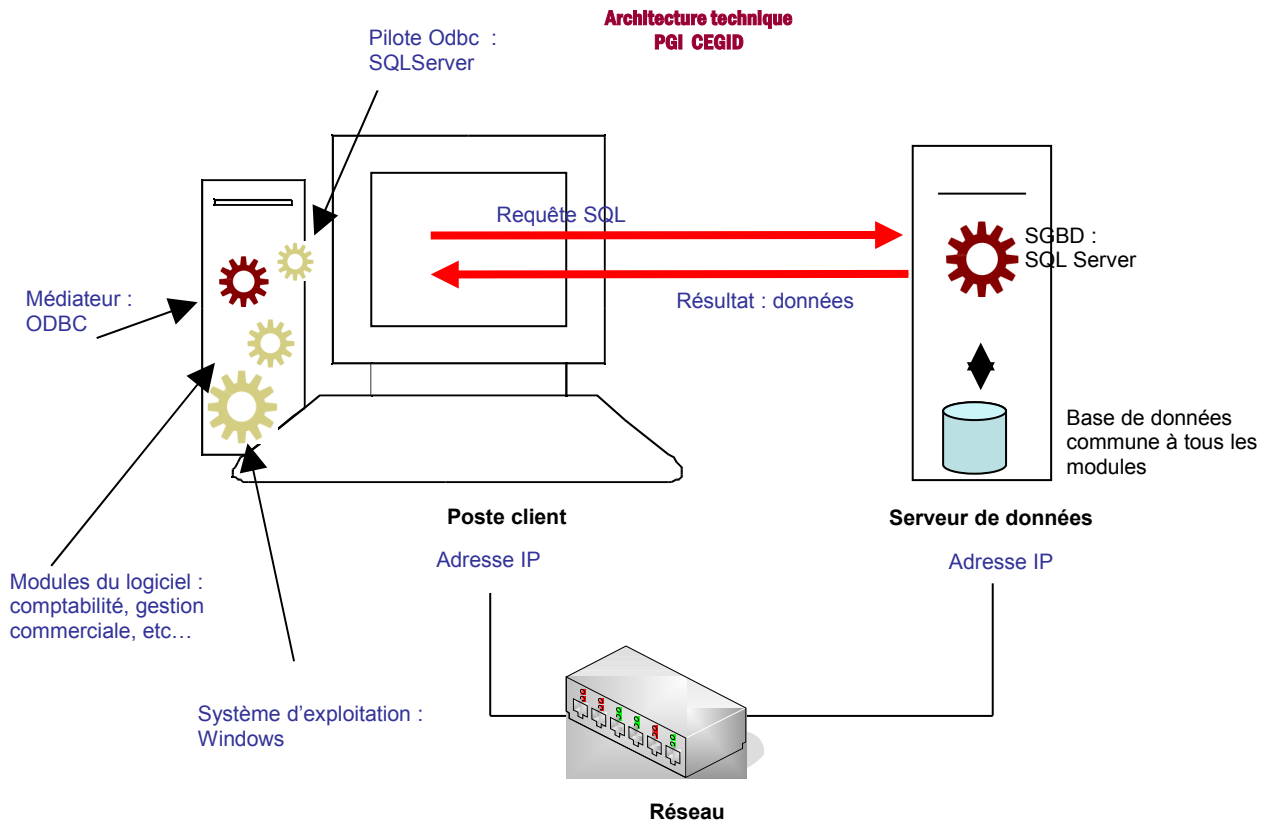 Architecture technique
PGI CEGID
Pilote Odbc :
SQLServer
Requête SQL
SGBD :
SQL Server
Médiateur :
ODBC
Résultat : données
Base de données
commune à tous les
modules
Poste client
Serveur de données
Adresse IP
Adresse IP
Modules du logiciel :
comptabilité, gestion
commerciale, etc…
Système d’exploitation :
Windows
Réseau